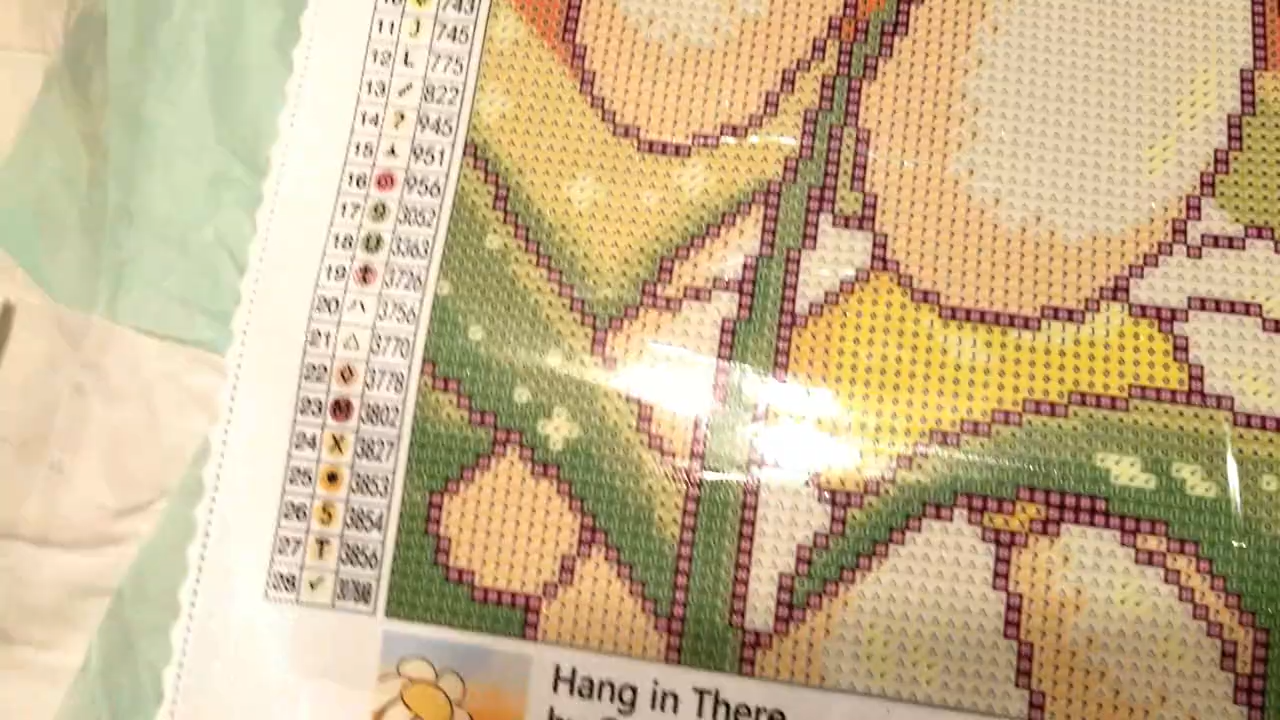 743
11 J 745
12 L 775
13 822
14 ? 945
15 951
16 956
17 3052
18 3363
19 3726
20 3756
21 3770
22 3778
23 M 3802
24 X 3827
25 3853
26 5 3854
27 T 3856
28
Hang in There